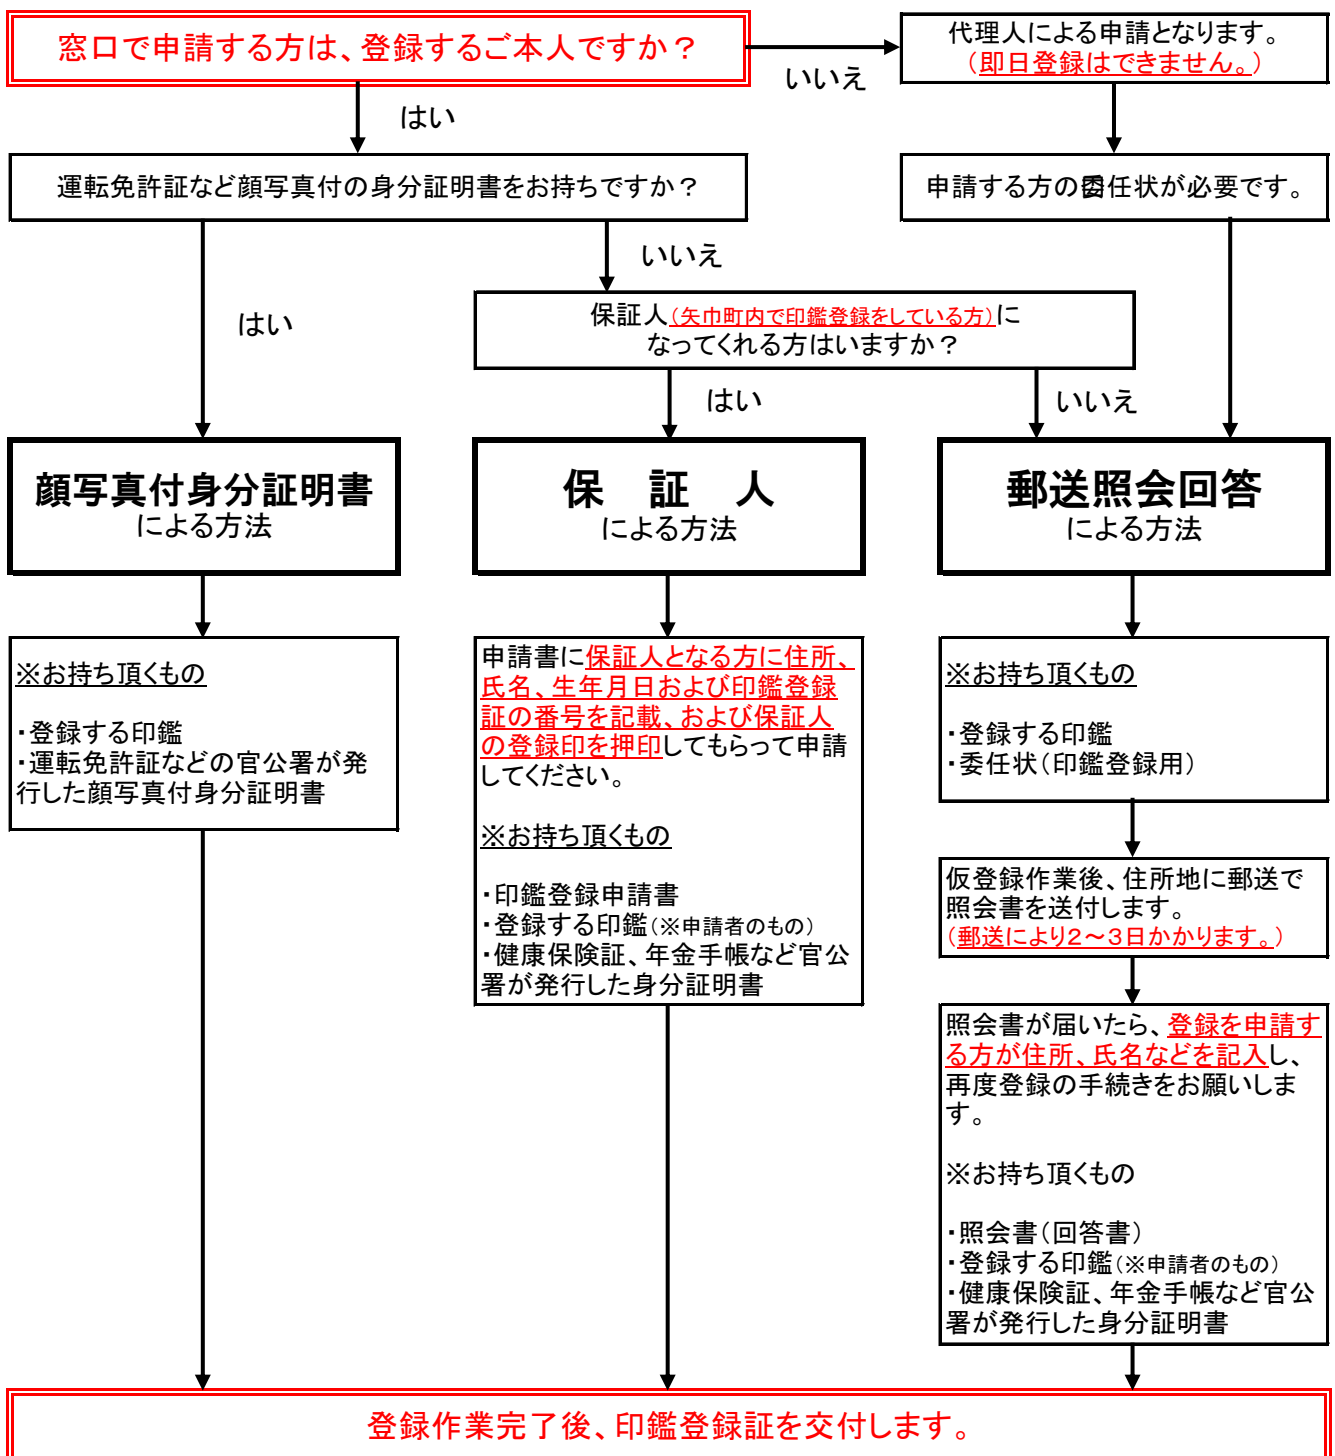 窓口で申請する方は、登録するご本人ですか？
代理人による申請となります。
（即日登録はできません。）
いいえ
はい
運転免許証など顔写真付の身分証明書をお持ちですか？
申請する方の委任状が必要です。
いいえ
はい
保証人（矢巾町内で印鑑登録をしている方）に
なってくれる方はいますか？
はい
いいえ
顔写真付身分証明書
による方法
保　証　人
による方法
郵送照会回答
による方法
※お持ち頂くもの
・登録する印鑑
・運転免許証などの官公署が発
行した顔写真付身分証明書
申請書に保証人となる方に住所、
氏名、生年月日および印鑑登録
証の番号を記載、および保証人
の登録印を押印してもらって申請
してください。
※お持ち頂くもの
・印鑑登録申請書
・登録する印鑑（※申請者のもの）
・健康保険証、年金手帳など官公
署が発行した身分証明書
※お持ち頂くもの
・登録する印鑑
・委任状（印鑑登録用）
仮登録作業後、住所地に郵送で
照会書を送付します。
（郵送により２～３日かかります。）
照会書が届いたら、登録を申請す
る方が住所、氏名などを記入し、
再度登録の手続きをお願いしま
す。
※お持ち頂くもの
・照会書（回答書）
・登録する印鑑（※申請者のもの）
・健康保険証、年金手帳など官公
署が発行した身分証明書
登録作業完了後、印鑑登録証を交付します。